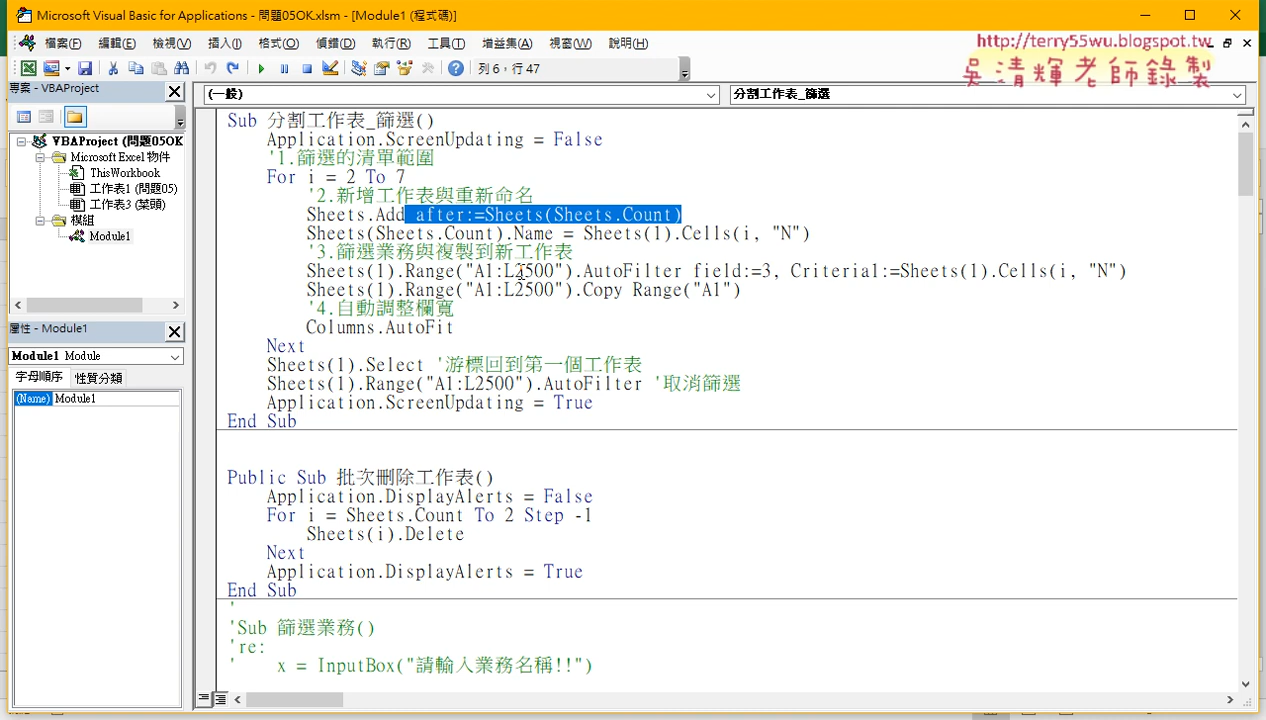 Microsoft Visual Basic for Applications - 問題05OK.xlsm - [Module1 (程式碼)]
檔案(F) 編輯(E) 檢視(V) 插入(I) 格式(O) 偵錯(D) 執行(R) 工具(T) 增益集(A) 視窗(W) 說明(H)
http://terry55wu.blogspot.tw
吳清輝老師錄製
列 6，行 47
專案 - VBAProject
(一般)
分割工作表_篩選
VBAProject (問題05OK
Microsoft Excel 物件
ThisWorkbook
工作表1 (問題05)
工作表3 (菜頭)
模組
Module1
屬性 - Module1
Module1 Module
字母順序 性質分類
(Name) Module1
Sub 分割工作表_篩選()
Application.ScreenUpdating = False
'1.篩選的清單範圍
For i = 2 To 7
'2.新增工作表與重新命名
Sheets.Add after:=Sheets(Sheets.Count)
Sheets(Sheets.Count).Name = Sheets(1).Cells(i, "N")
'3.篩選業務與複製到新工作表
Sheets(1).Range("A1:L2500").AutoFilter field:=3, Criteria1:=Sheets(1).Cells(i, "N")
Sheets(1).Range("A1:L2500").Copy Range("A1")
'4.自動調整欄寬
Columns.AutoFit
Next
Sheets(1).Select '游標回到第一個工作表
Sheets(1).Range("A1:L2500").AutoFilter '取消篩選
Application.ScreenUpdating = True
End Sub
Public Sub 批次刪除工作表()
Application.DisplayAlerts = False
For i = Sheets.Count To 2 Step -1
Sheets(i).Delete
Next
Application.DisplayAlerts = True
End Sub
'
'Sub 篩選業務()
're:
' x = InputBox("請輸入業務名稱!!")